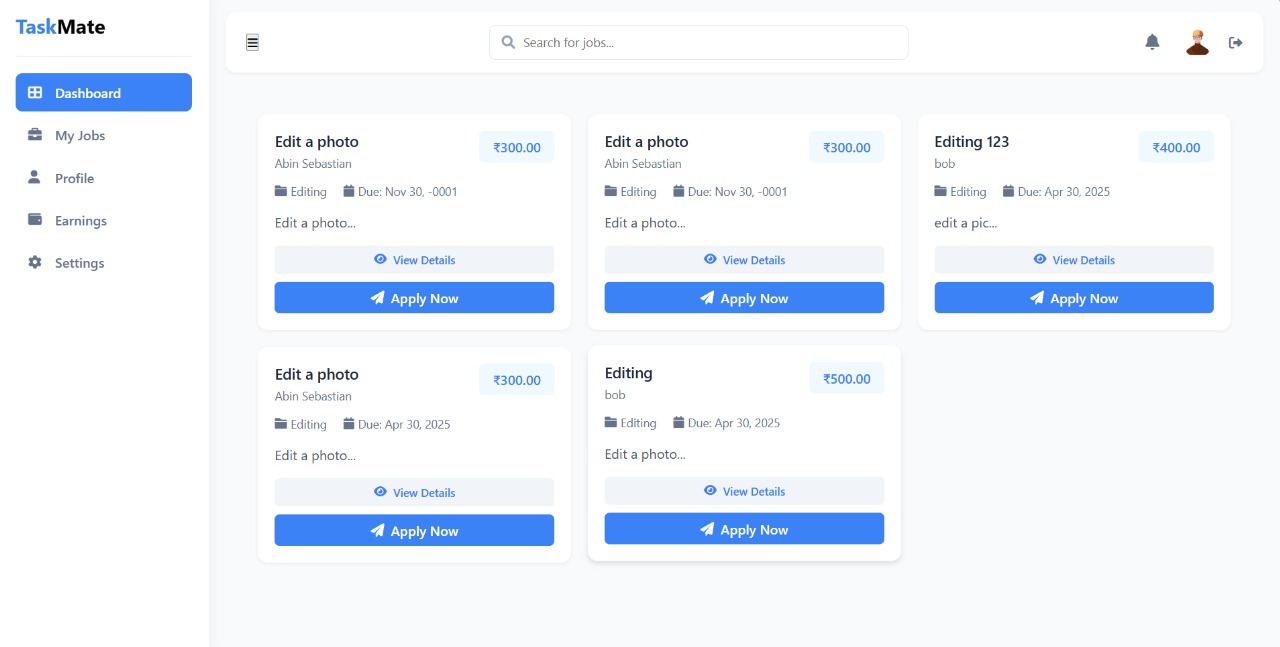 TaskMate
Search for jobs...
Dashboard
My Jobs
Profile
Earnings
Settings
Edit a photo
₹300.00
Abin Sebastian
Editing Due: Nov 30, -0001
Edit a photo...
View Details
Apply Now
Edit a photo
₹300.00
Abin Sebastian
Editing Due: Nov 30, -0001
Edit a photo...
View Details
Apply Now
Editing 123
₹400.00
bob
Editing Due: Apr 30, 2025
edit a pic...
View Details
Apply Now
Edit a photo
₹300.00
Abin Sebastian
Editing Due: Apr 30, 2025
Edit a photo...
View Details
Apply Now
Editing
₹500.00
bob
Editing Due: Apr 30, 2025
Edit a photo...
View Details
Apply Now